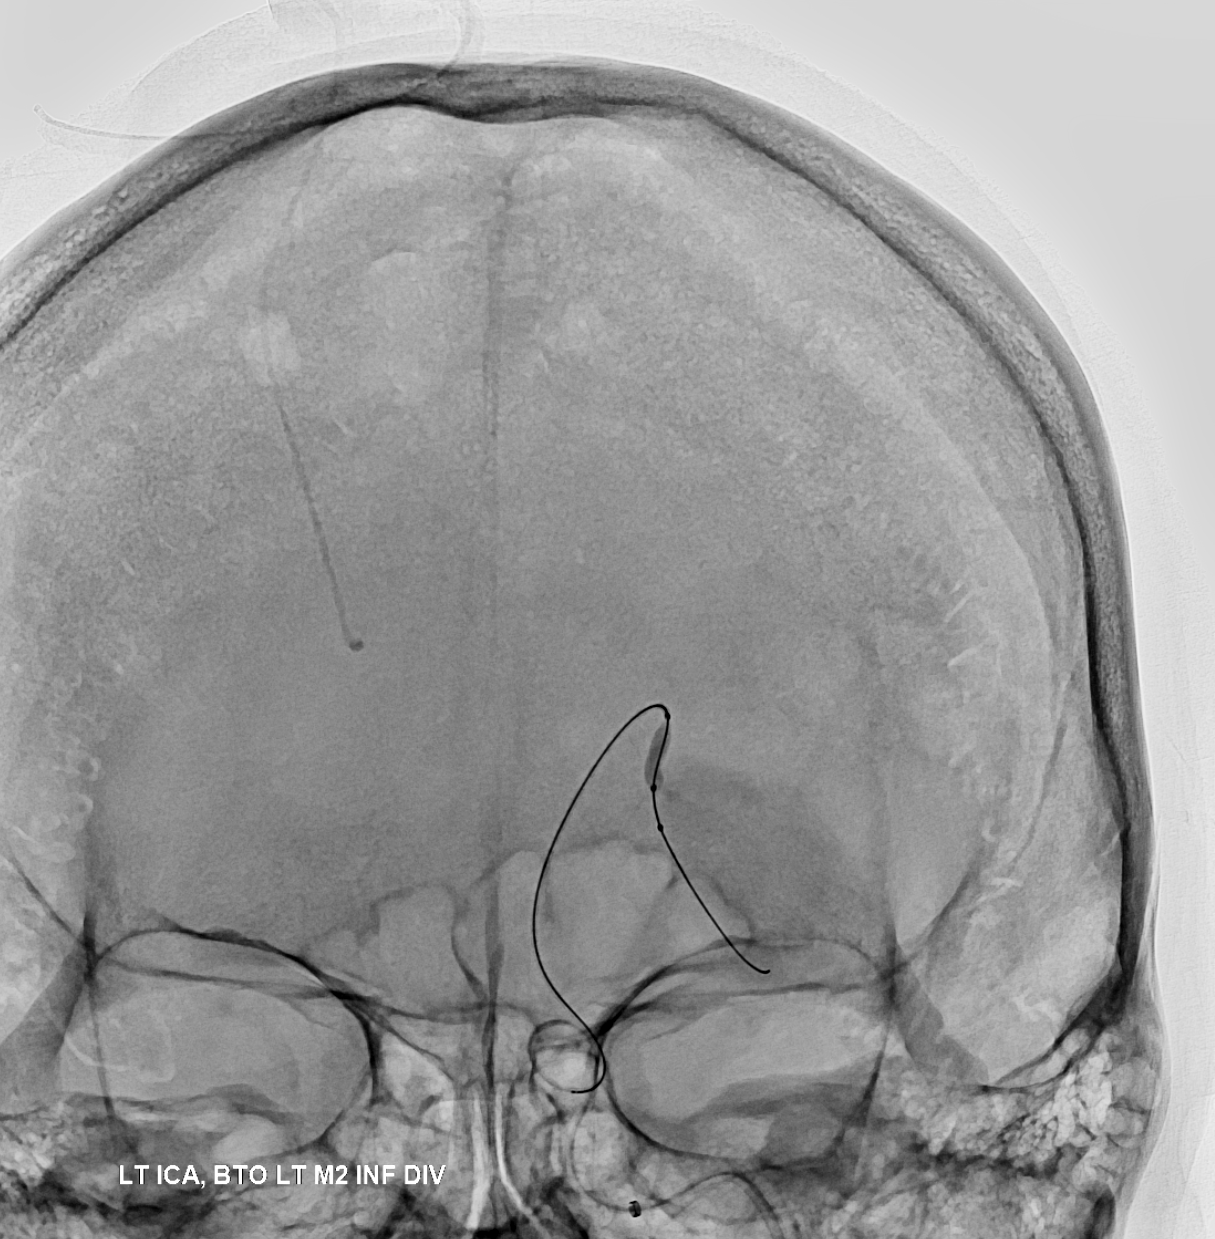 LT ICA, BTO LT M2 INF DIV